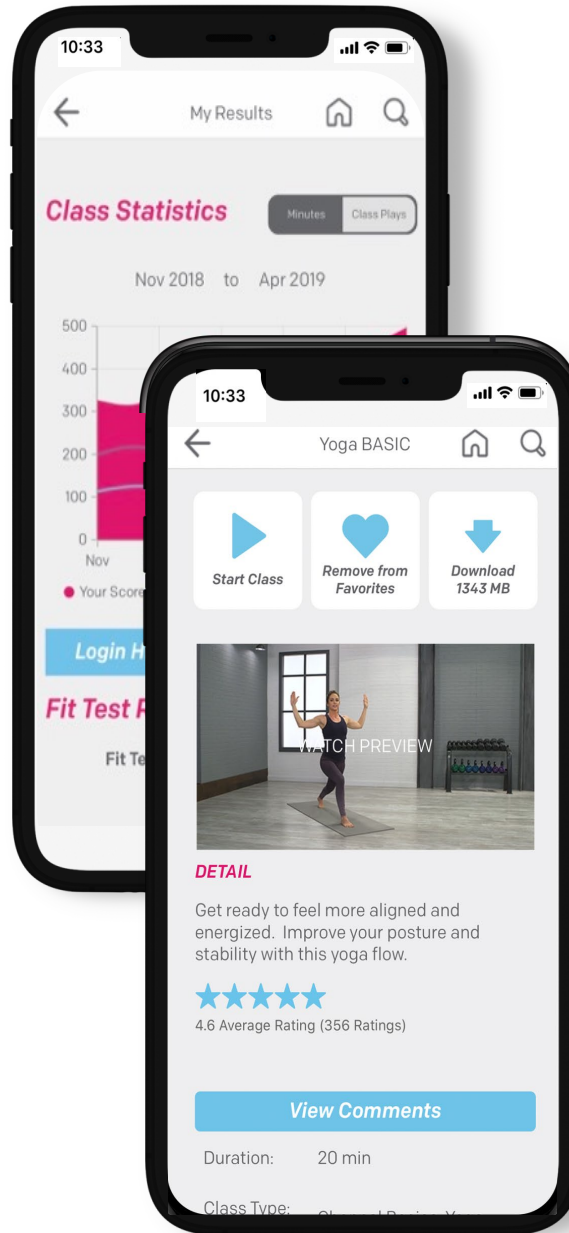 10:33
My Results
Class Statistics
Minutes
Class Plays
Nov 2018 to Apr 2019
500
400
300
200
100
0
Nov
Your Score
Login
Fit Test
10:33
Yoga BASIC
Start Class
Remove from
Favorites
Download
1343 MB
WATCH PREVIEW
DETAIL
Get ready to feel more aligned and
energized. Improve your posture and
stability with this yoga flow.
4.6 Average Rating (356 Ratings)
View Comments
Duration: 20 min
Class Type: